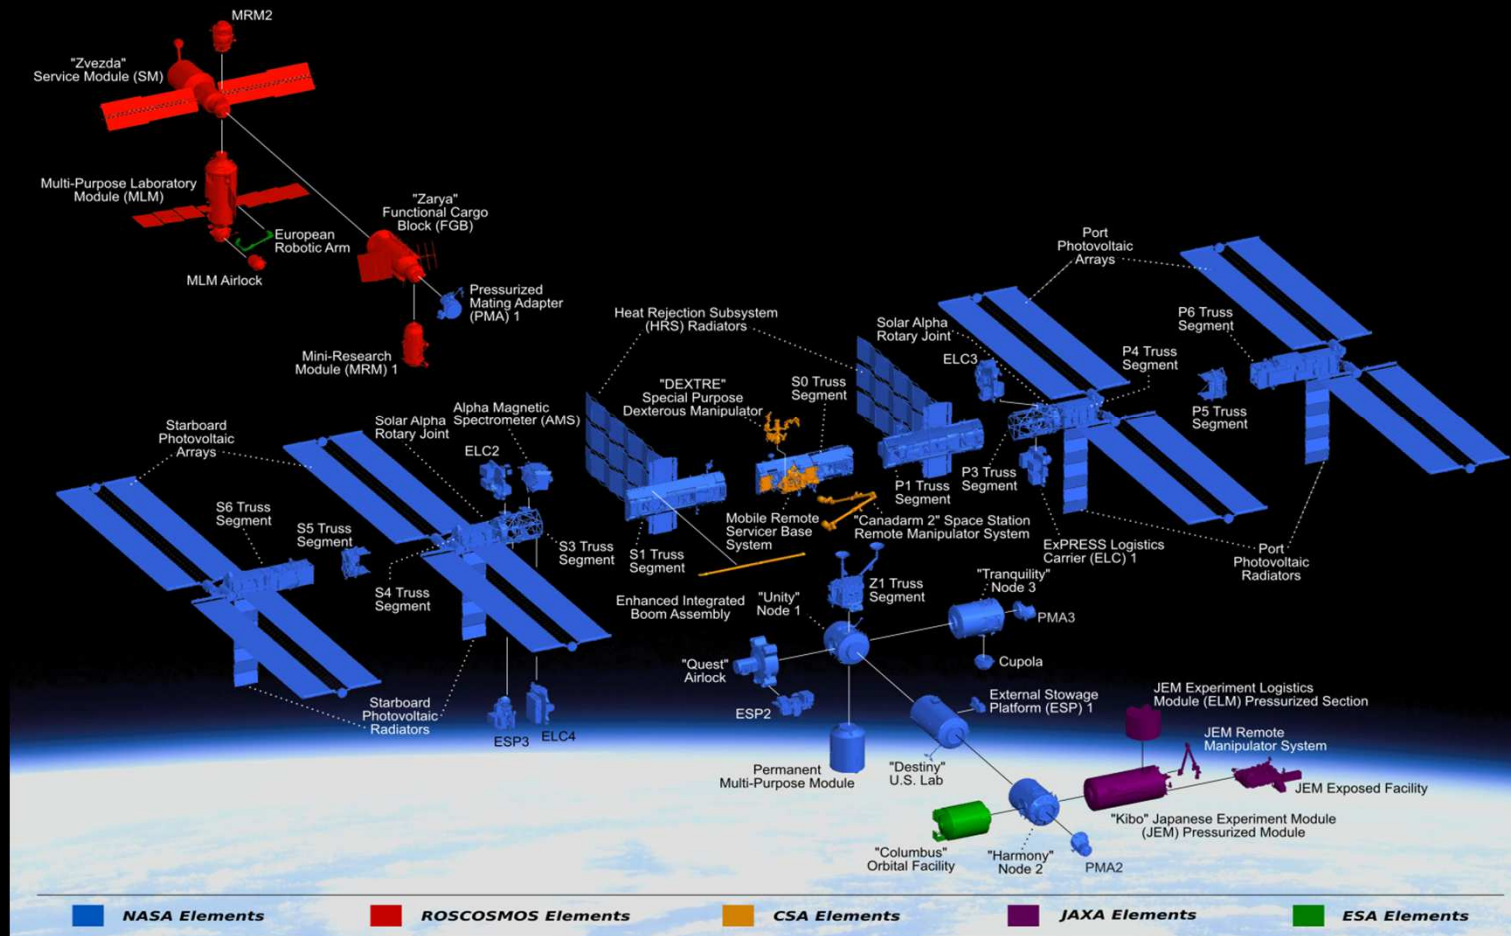 MRM2
"Zvezda"
Service Module (SM)
Multi-Purpose Laboratory
Module (MLM)
European
Robotic Arm
MLM Airlock
"Zarya"
Functional Cargo
Block (FGB)
Pressurized
Mating Adapter
(PMA) 1
Mini-Research
Module (MRM) 1
Heat Rejection Subsystem
(HRS) Radiators
"DEXTRE"
Special Purpose
Dexterous Manipulator
S0 Truss
Segment
Solar Alpha
Rotary Joint
ELC3
Port
Photovoltaic
Arrays
P6 Truss
Segment
P4 Truss
Segment
P5 Truss
Segment
P3 Truss
Segment
P1 Truss
Segment
Starboard
Photovoltaic
Arrays
Solar Alpha
Rotary Joint
Alpha Magnetic
Spectrometer (AMS)
ELC2
S6 Truss
Segment
S5 Truss
Segment
S4 Truss
Segment
S3 Truss
Segment
S1 Truss
Segment
Mobile Remote
Servicer Base
System
"Canadarm 2" Space Station
Remote Manipulator System
ExPRESS Logistics
Carrier (ELC) 1
Port
Photovoltaic
Radiators
Enhanced Integrated
Boom Assembly
"Unity"
Node 1
Z1 Truss
Segment
"Tranquility"
Node 3
PMA3
Cupola
"Quest"
Airlock
ESP2
Starboard
Photovoltaic
Radiators
ESP3
ELC4
External Stowage
Platform (ESP) 1
Permanent
Multi-Purpose Module
"Destiny"
U.S. Lab
JEM Experiment Logistics
Module (ELM) Pressurized Section
JEM Remote
Manipulator System
JEM Exposed Facility
"Kibo" Japanese Experiment Module
(JEM) Pressurized Module
"Columbus"
Orbital Facility
"Harmony"
Node 2
PMA2
NASA Elements
ROSCOSMOS Elements
CSA Elements
JAXA Elements
ESA Elements